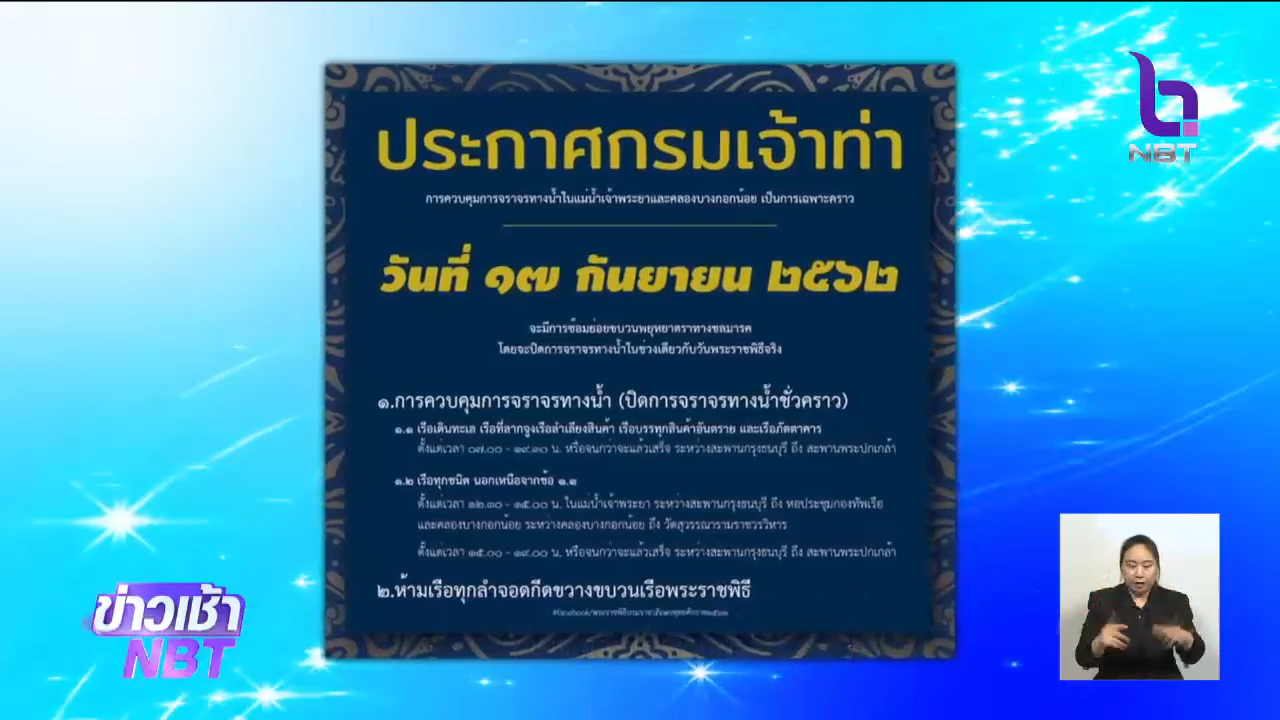 ประกาศกรมเจ้าท่า
การควบคุมการจราจรทางน้ำในแม่น้ำเจ้าพระยาและคลองบางกอกน้อย เป็นการเฉพาะคราว
วันที่ ๑๗ กันยายน ๒๕๖๒
จะมีการซ้อมย่อยขบวนพยุหยาตราทางชลมารค
โดยจะปิดการจราจรทางน้ำในช่วงเดียวกับวันพระราชพิธีจริง
๑.การควบคุมการจราจรทางน้ำ (ปิดการจราจรทางน้ำชั่วคราว)
๑.๑ เรือเดินทะเล เรือที่ลากจูงเรือลำเลียงสินค้า เรือบรรทุกสินค้าอันตราย และเรือภัตตาคาร
ตั้งแต่เวลา ๐๗.๐๐ - ๑๙.๓๐ น. หรือจนกว่าจะแล้วเสร็จ ระหว่างสะพานกรุงธนบุรี ถึง สะพานพระปกเกล้า
๑.๒ เรือทุกชนิด นอกเหนือจากข้อ ๑.๑
ตั้งแต่เวลา ๑๒.๓๐ - ๑๕.๐๐ น. ในแม่น้ำเจ้าพระยา ระหว่างสะพานกรุงธนบุรี ถึง หอประชุมกองทัพเรือ
และคลองบางกอกน้อย ระหว่างคลองบางกอกน้อย ถึง วัดสุวรรณารามราชวรวิหาร
ตั้งแต่เวลา ๑๕.๐๐ - ๑๙.๐๐ น. หรือจนกว่าจะแล้วเสร็จ ระหว่างสะพานกรุงธนบุรี ถึง สะพานพระปกเกล้า
๒.ห้ามเรือทุกลำจอดกีดขวางขบวนเรือพระราชพิธี
NBT
ข่าวเช้า
NBT